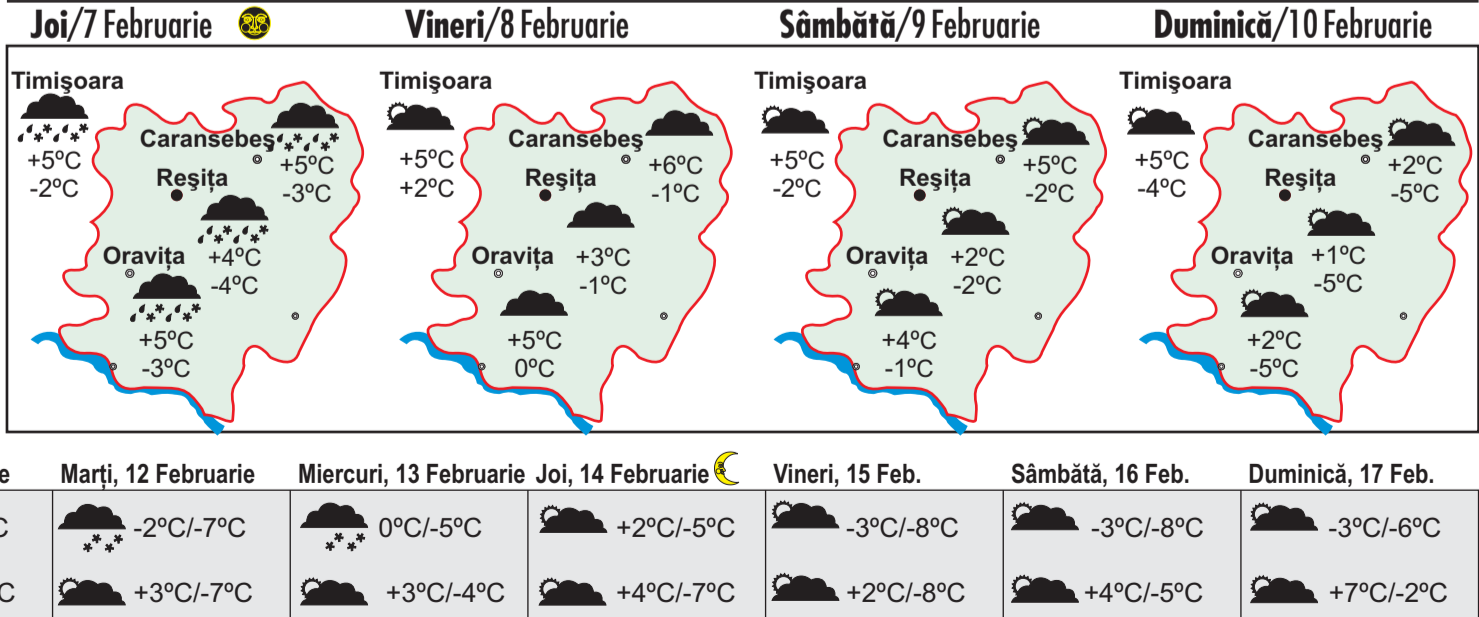 Joi/7 Februarie
Vineri/8 Februarie
Sâmbătă/9 Februarie
Duminică/10 Februarie
Timişoara
+5ºC
-2ºC
Caransebeş
+5ºC
-3ºC
Reşiţa
+4ºC
-4ºC
Oraviţa
+5ºC
-3ºC
Timişoara
+5ºC
+2ºC
Caransebeş
+6ºC
-1ºC
Reşiţa
+3ºC
-1ºC
Oraviţa
+5ºC
0ºC
Timişoara
+5ºC
-2ºC
Caransebeş
+5ºC
-2ºC
Reşiţa
+2ºC
-2ºC
Oraviţa
+4ºC
-1ºC
Timişoara
+5ºC
-4ºC
Caransebeş
+2ºC
-5ºC
Reşiţa
+1ºC
-5ºC
Oraviţa
+2ºC
-5ºC
Marţi, 12 Februarie
-2ºC/-7ºC
+3ºC/-7ºC
Miercuri, 13 Februarie
0ºC/-5ºC
+3ºC/-4ºC
Joi, 14 Februarie
+2ºC/-5ºC
+4ºC/-7ºC
Vineri, 15 Feb.
-3ºC/-8ºC
+2ºC/-8ºC
Sâmbătă, 16 Feb.
-3ºC/-8ºC
+4ºC/-5ºC
Duminică, 17 Feb.
-3ºC/-6ºC
+7ºC/-2ºC